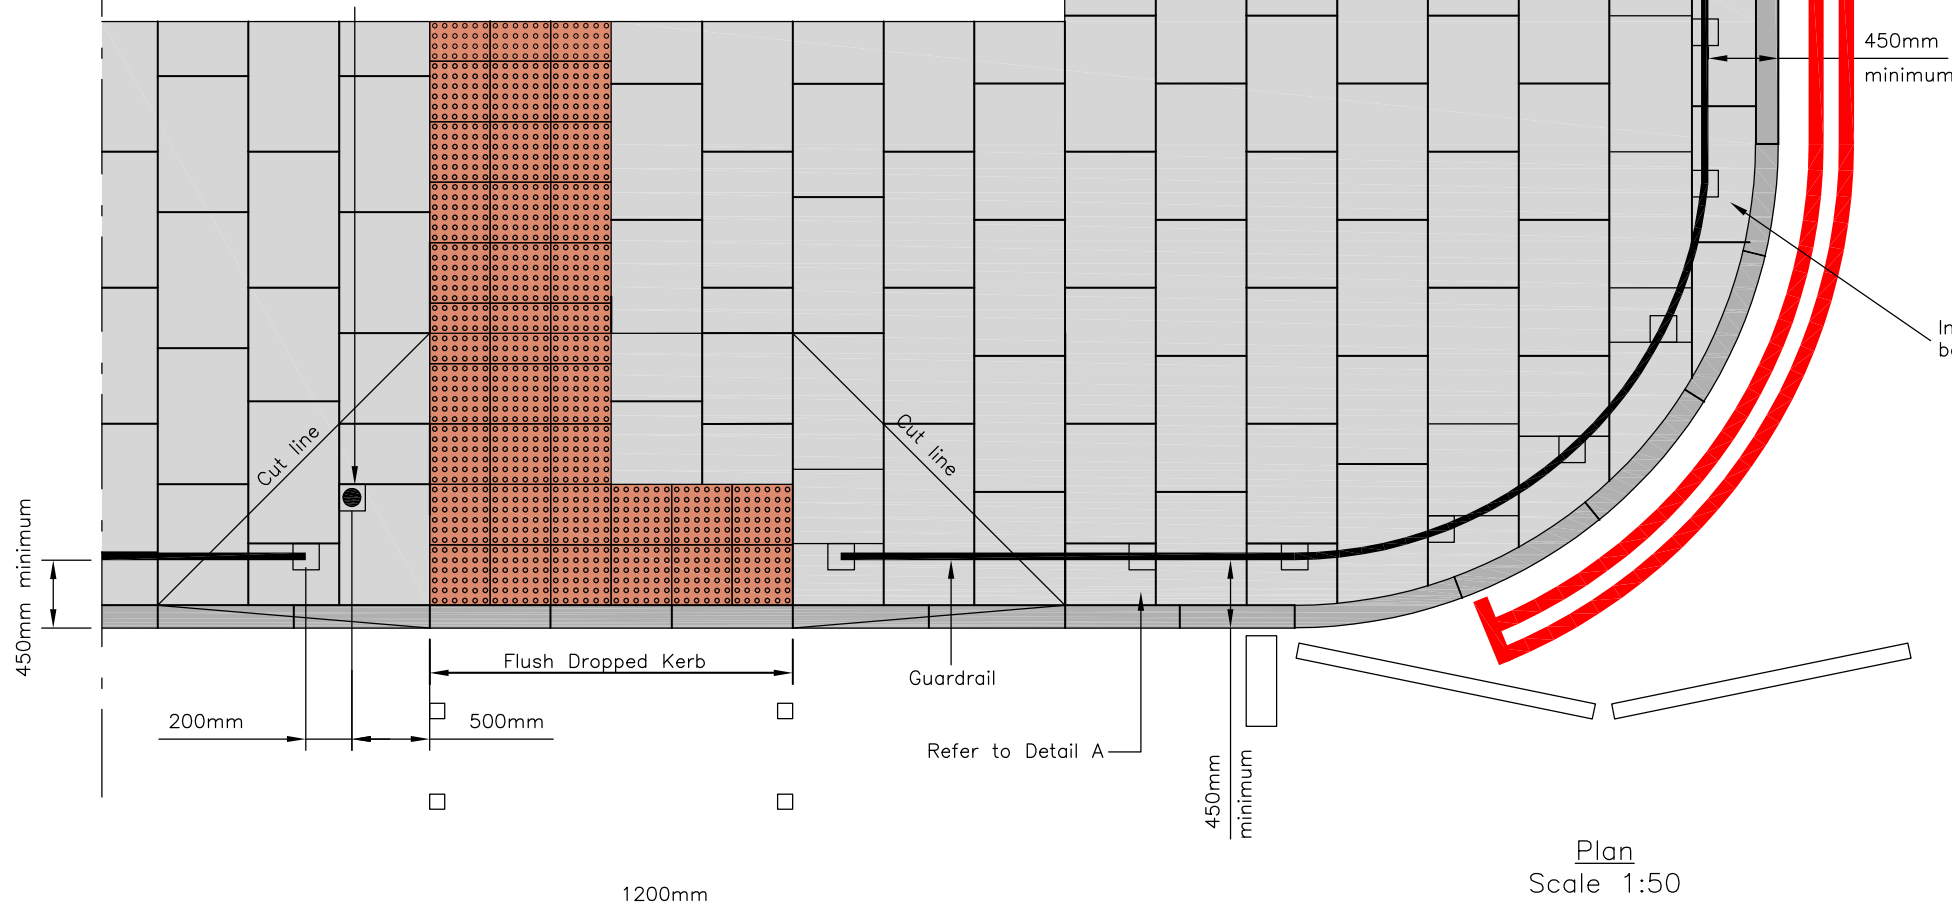 450mm
minimum
Cut line
Cut line
450mm minimum
Flush Dropped Kerb
Guardrail
200mm
500mm
Refer to Detail A
450mm
minimum
Plan
Scale 1:50
1200mm